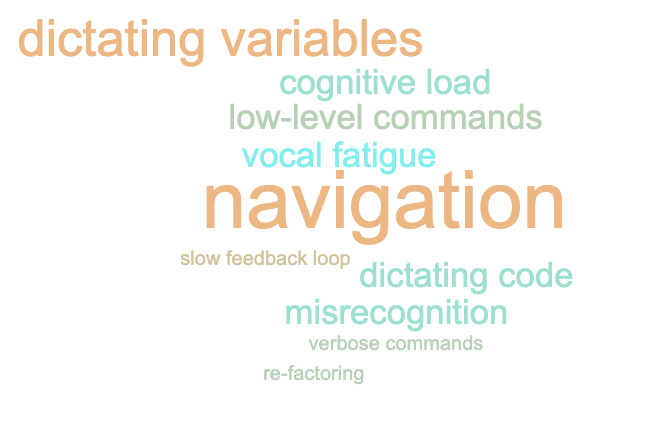 dictating variables
cognitive load
low-level commands
vocal fatigue
navigation
slow feedback loop
dictating code
misrecognition
verbose commands
re-factoring